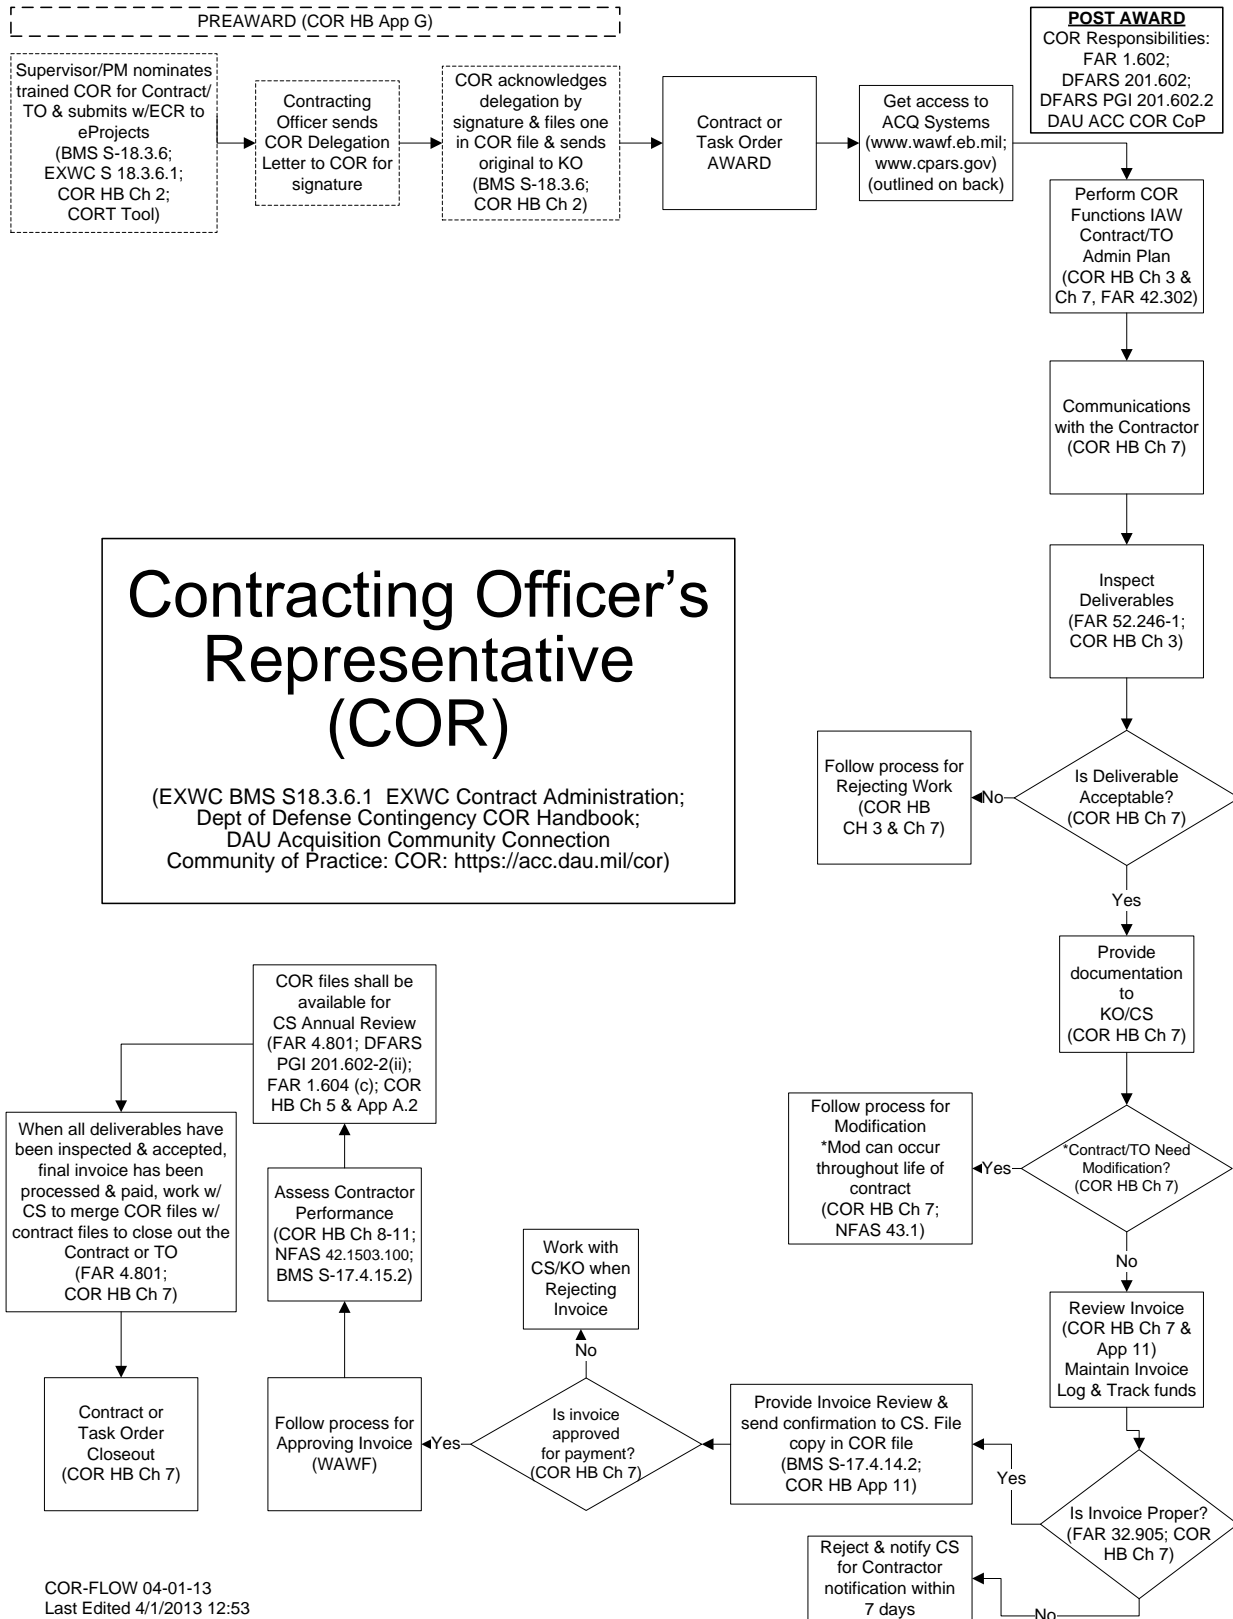 PREAWARD (COR HB App G)
Supervisor/PM nominates
trained COR for Contract/
TO & submits w/ECR to
eProjects
(BMS S-18.3.6;
EXWC S 18.3.6.1;
COR HB Ch 2;
CORT Tool)
Contracting
Officer sends
COR Delegation
Letter to COR for
signature
COR acknowledges
delegation by
signature & files one
in COR file & sends
original to KO
(BMS S-18.3.6;
COR HB Ch 2)
Contract or
Task Order
AWARD
Get access to
ACQ Systems
(www.wawf.eb.mil;
www.cpars.gov)
(outlined on back)
POST AWARD
COR Responsibilities:
FAR 1.602;
DFARS 201.602;
DFARS PGI 201.602.2
DAU ACC COR CoP
Perform COR
Functions IAW
Contract/TO
Admin Plan
(COR HB Ch 3 &
Ch 7, FAR 42.302)
Communications
with the Contractor
(COR HB Ch 7)
Inspect
Deliverables
(FAR 52.246-1;
COR HB Ch 3)
Is Deliverable
Acceptable?
(COR HB Ch 7)
No
Follow process for
Rejecting Work
(COR HB
CH 3 & Ch 7)
Yes
Provide
documentation
to
KO/CS
(COR HB Ch 7)
*Contract/TO Need
Modification?
(COR HB Ch 7)
Yes
Follow process for
Modification
*Mod can occur
throughout life of
contract
(COR HB Ch 7;
NFAS 43.1)
No
Review Invoice
(COR HB Ch 7 &
App 11)
Maintain Invoice
Log & Track funds
Is Invoice Proper?
(FAR 32.905; COR
HB Ch 7)
Yes
No
Reject & notify CS
for Contractor
notification within
7 days
Provide Invoice Review &
send confirmation to CS. File
copy in COR file
(BMS S-17.4.14.2;
COR HB App 11)
Is invoice
approved
for payment?
(COR HB Ch 7)
No
Work with
CS/KO when
Rejecting
Invoice
Yes
Follow process for
Approving Invoice
(WAWF)
Assess Contractor
Performance
(COR HB Ch 8-11;
NFAS 42.1503.100;
BMS S-17.4.15.2)
COR files shall be
available for
CS Annual Review
(FAR 4.801; DFARS
PGI 201.602-2(ii);
FAR 1.604 (c); COR
HB Ch 5 & App A.2
When all deliverables have
been inspected & accepted,
final invoice has been
processed & paid, work w/
CS to merge COR files w/
contract files to close out the
Contract or TO
(FAR 4.801;
COR HB Ch 7)
Contract or
Task Order
Closeout
(COR HB Ch 7)
Contracting Officer’s
Representative
(COR)
(EXWC BMS S18.3.6.1 EXWC Contract Administration;
Dept of Defense Contingency COR Handbook;
DAU Acquisition Community Connection
Community of Practice: COR: https://acc.dau.mil/cor)
COR-FLOW 04-01-13
Last Edited 4/1/2013 12:53